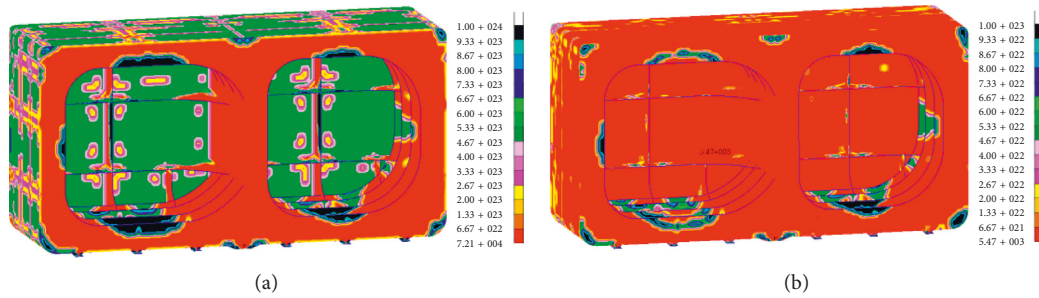 1.00 + 024
9.33 + 023
8.67 + 023
8.00 + 023
7.33 + 023
6.67 + 023
6.00 + 023
5.33 + 023
4.67 + 023
4.00 + 023
3.33 + 023
2.67 + 023
2.00 + 023
1.33 + 023
6.67 + 022
7.21 + 004
(a)
1.00 + 023
9.33 + 022
8.67 + 022
8.00 + 022
7.33 + 022
6.67 + 022
6.00 + 022
5.33 + 022
4.67 + 022
4.00 + 022
3.33 + 022
2.67 + 022
2.00 + 022
1.33 + 022
6.67 + 021
5.47 + 003
(b)